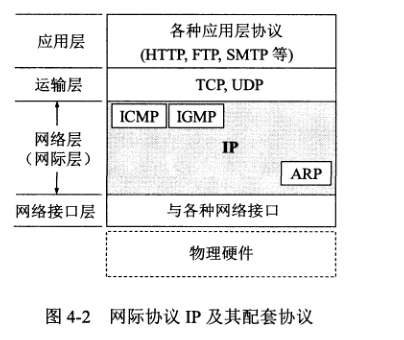 应用层
各种应用层协议
(HTTP, FTP, SMTP 等)
运输层
TCP, UDP
网络层
(网际层)
ICMP
IGMP
IP
ARP
网络接口层
与各种网络接口
物理硬件
图 4-2 网际协议 IP 及其配套协议